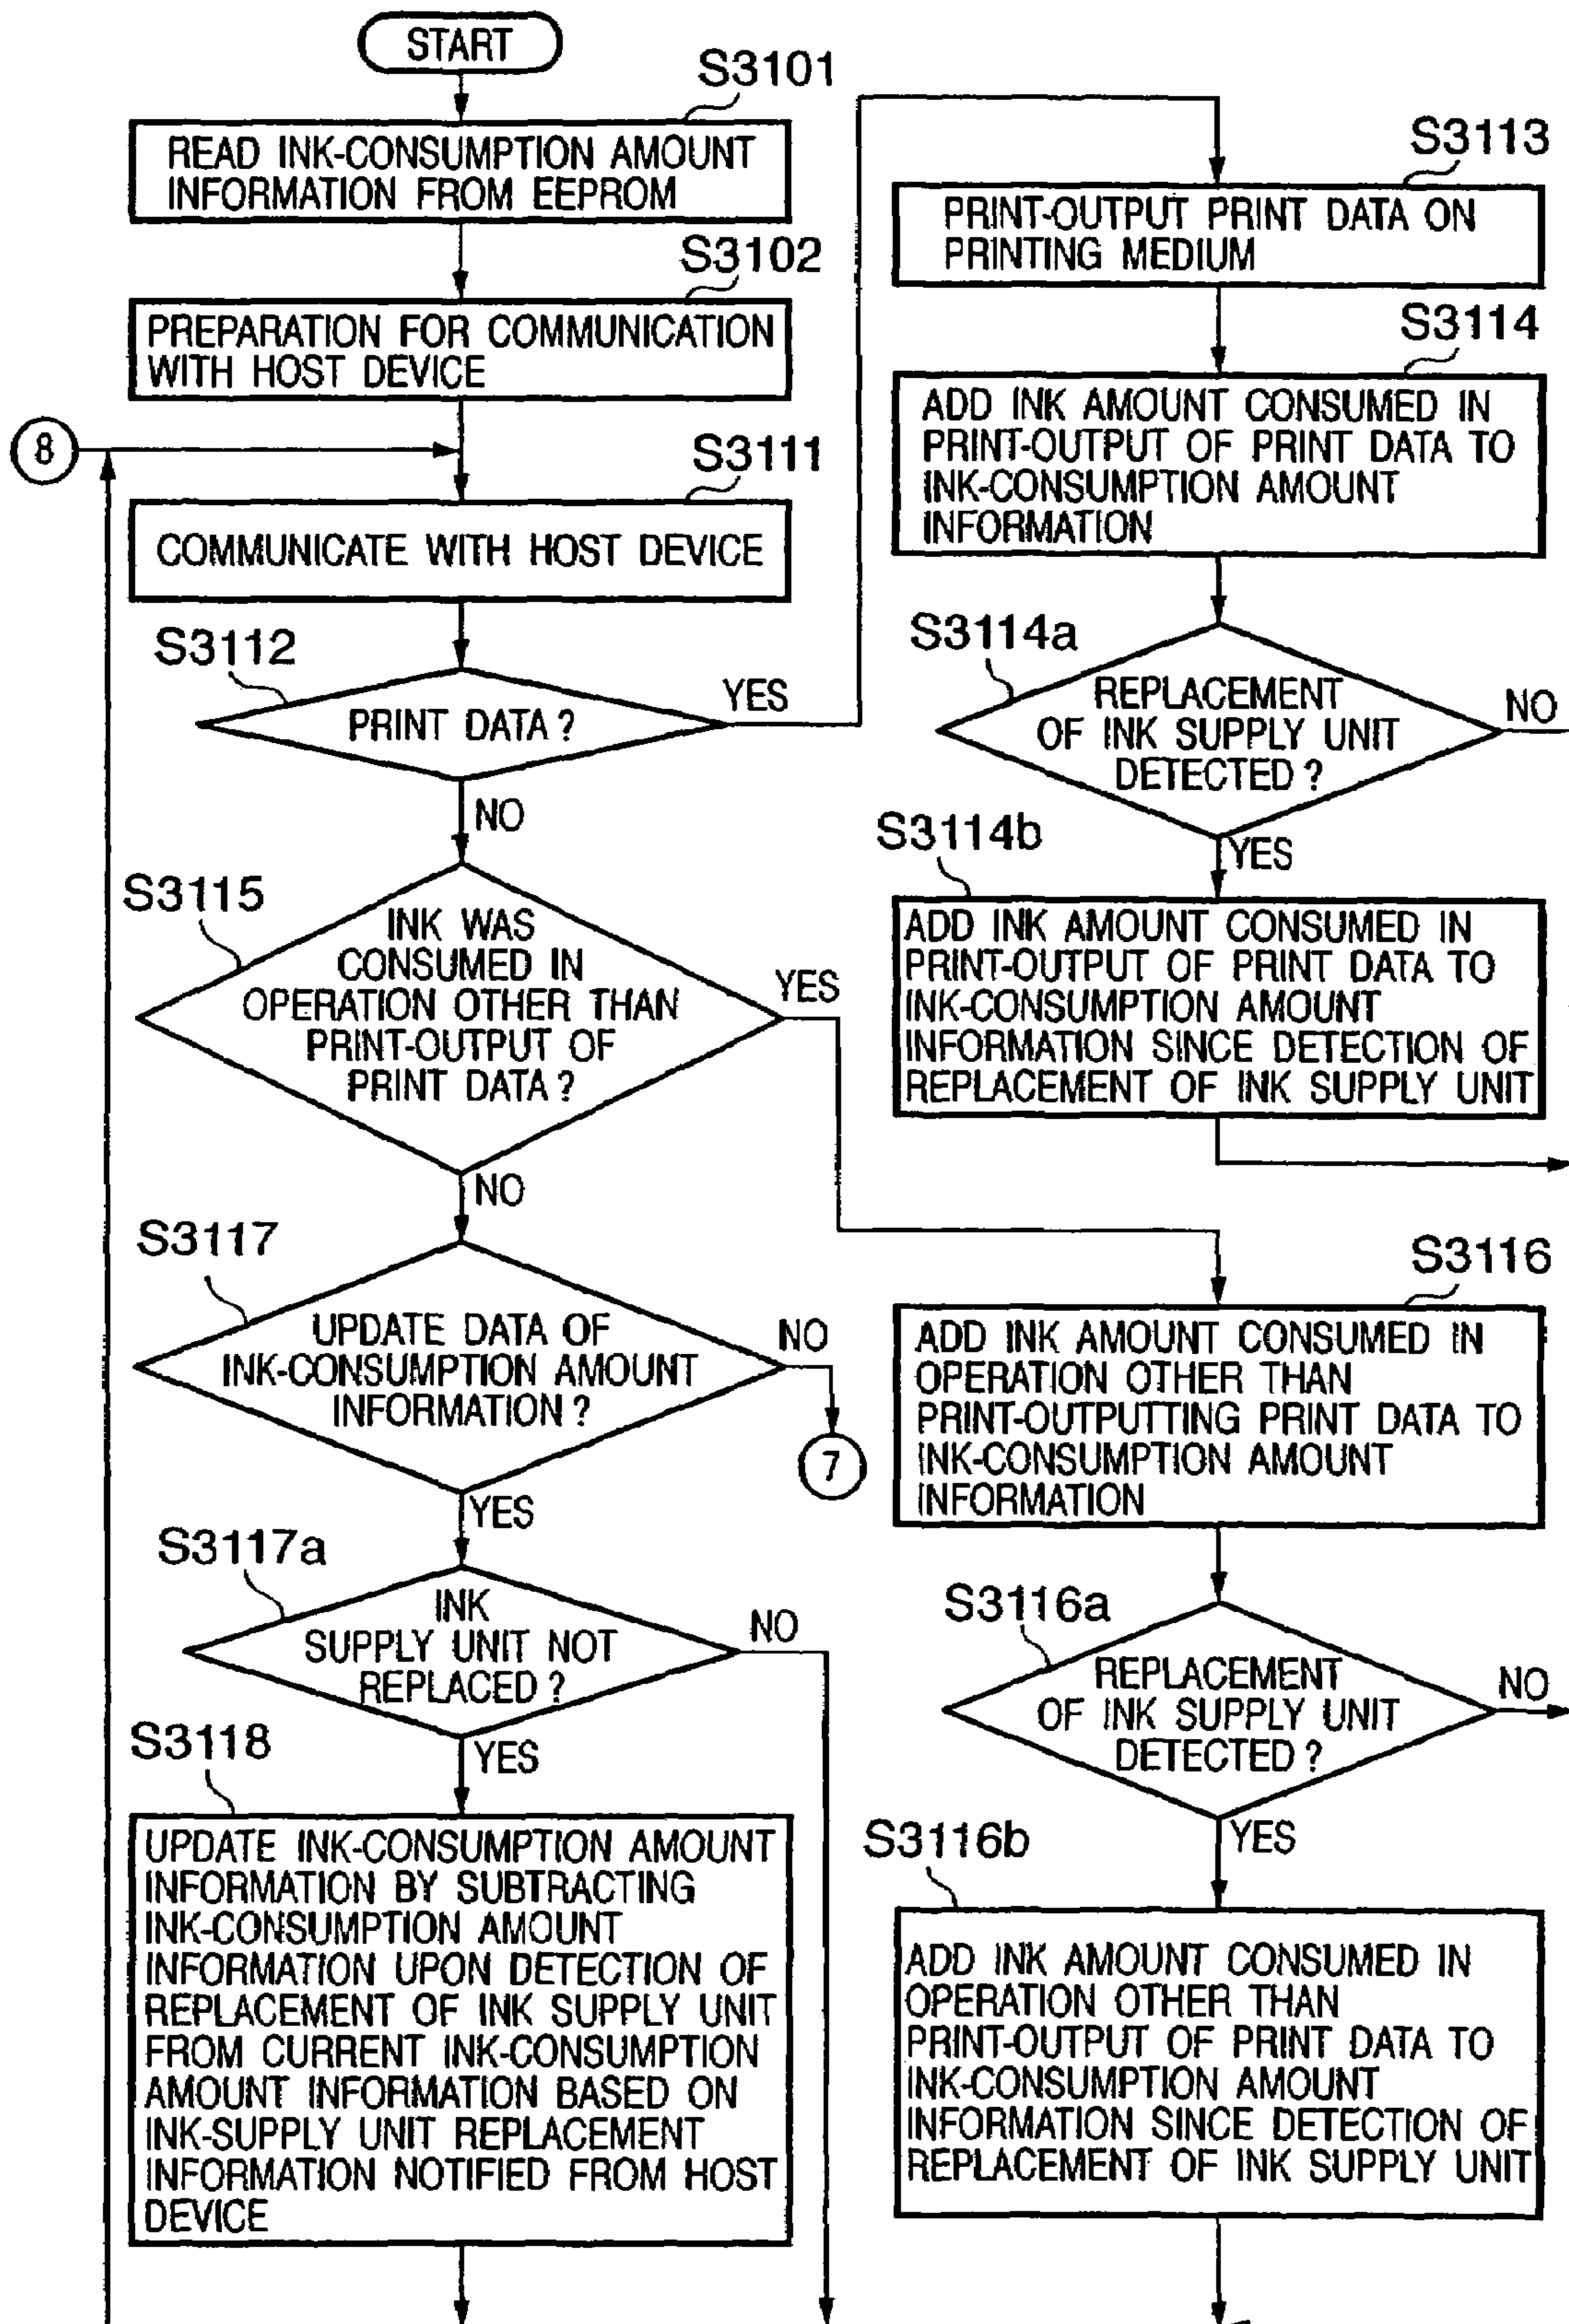 START
S3101
READ INK-CONSUMPTION AMOUNT
INFORMATION FROM EEPROM
S3102
PREPARATION FOR COMMUNICATION
WITH HOST DEVICE
8
S3111
COMMUNICATE WITH HOST DEVICE
S3112
PRINT DATA?
YES
NO
S3115
INK WAS
CONSUMED IN
OPERATION OTHER THAN
PRINT-OUTPUT OF
PRINT DATA?
YES
NO
S3117
UPDATE DATA OF
INK-CONSUMPTION AMOUNT
INFORMATION?
NO
7
YES
S3117a
INK
SUPPLY UNIT NOT
REPLACED?
NO
YES
S3118
UPDATE INK-CONSUMPTION AMOUNT
INFORMATION BY SUBTRACTING
INK-CONSUMPTION AMOUNT
INFORMATION UPON DETECTION OF
REPLACEMENT OF INK SUPPLY UNIT
FROM CURRENT INK-CONSUMPTION
AMOUNT INFORMATION BASED ON
INK-SUPPLY UNIT REPLACEMENT
INFORMATION NOTIFIED FROM HOST
DEVICE
S3113
PRINT-OUTPUT PRINT DATA ON
PRINTING MEDIUM
S3114
ADD INK AMOUNT CONSUMED IN
PRINT-OUTPUT OF PRINT DATA TO
INK-CONSUMPTION AMOUNT
INFORMATION
S3114a
REPLACEMENT
OF INK SUPPLY UNIT
DETECTED?
NO
YES
S3114b
ADD INK AMOUNT CONSUMED IN
PRINT-OUTPUT OF PRINT DATA TO
INK-CONSUMPTION AMOUNT
INFORMATION SINCE DETECTION OF
REPLACEMENT OF INK SUPPLY UNIT
S3116
ADD INK AMOUNT CONSUMED IN
OPERATION OTHER THAN
PRINT-OUTPUTTING PRINT DATA TO
INK-CONSUMPTION AMOUNT
INFORMATION
S3116a
REPLACEMENT
OF INK SUPPLY UNIT
DETECTED?
NO
YES
S3116b
ADD INK AMOUNT CONSUMED IN
OPERATION OTHER THAN
PRINT-OUTPUT OF PRINT DATA TO
INK-CONSUMPTION AMOUNT
INFORMATION SINCE DETECTION OF
REPLACEMENT OF INK SUPPLY UNIT